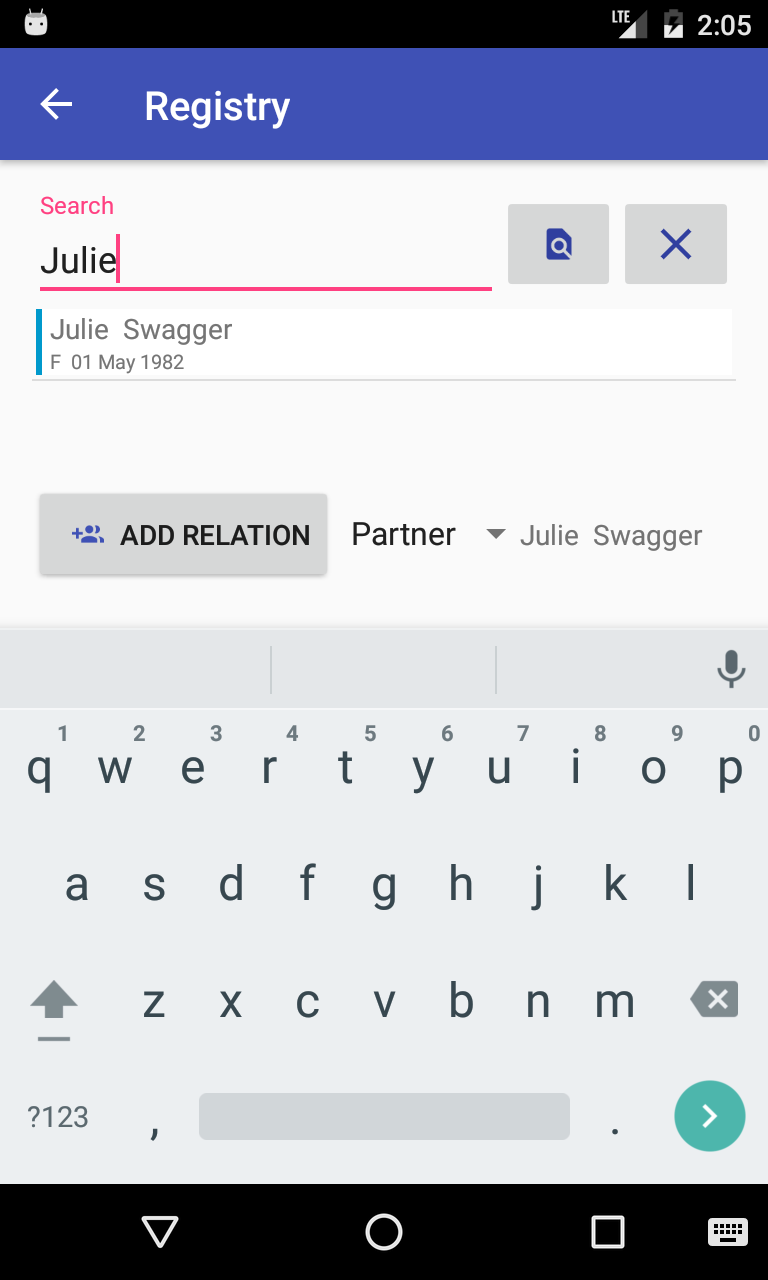 LTE 2:05
Registry
Search
Julie
Julie Swagger
F 01 May 1982
ADD RELATION Partner Julie Swagger
1 2 3 4 5 6 7 8 9 0
q w e r t y u i o p
a s d f g h j k l
z x c v b n m
?123 , .